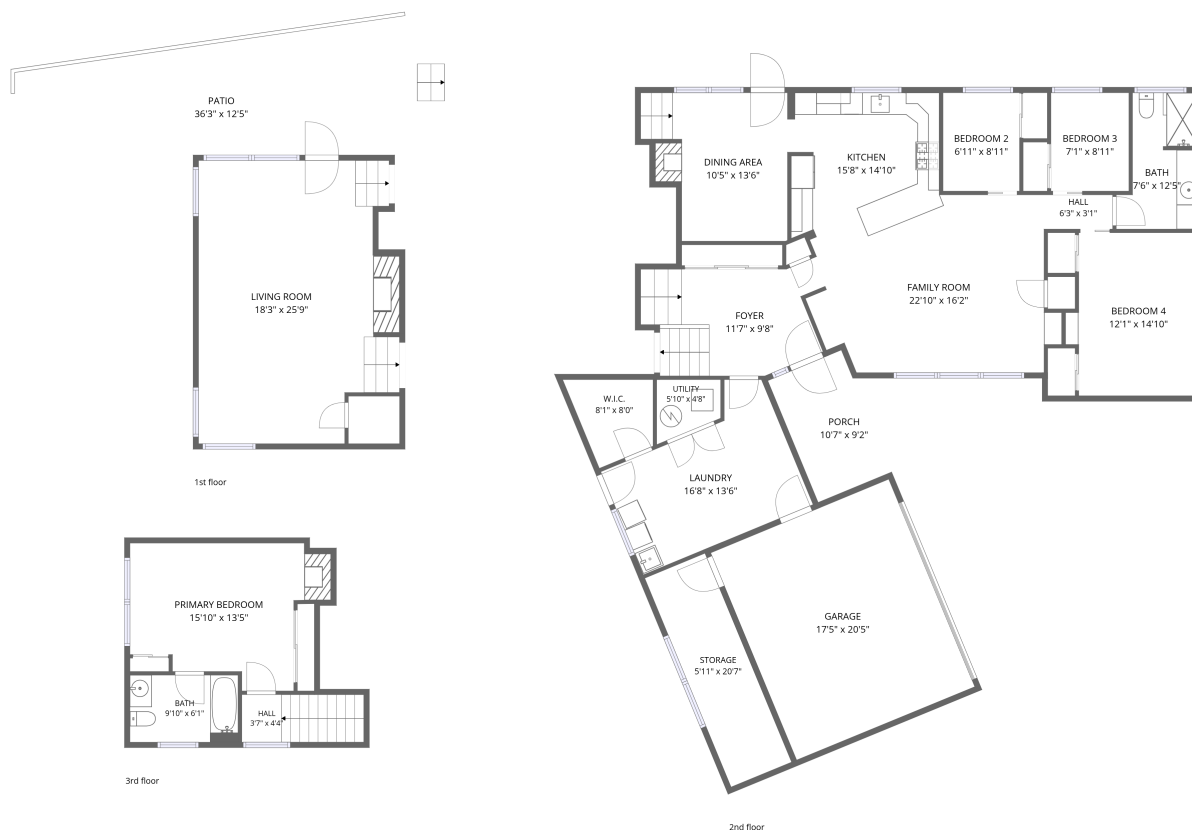 PATIO
36'3" x 12'5"
LIVING ROOM
18'3" x 25'9"
1st floor
PRIMARY BEDROOM
15'10" x 13'5"
BATH
9'10" x 6'1"
HALL
3'7" x 4'4"
3rd floor
DINING AREA
10'5" x 13'6"
KITCHEN
15'8" x 14'10"
BEDROOM 2
6'11" x 8'11"
BEDROOM 3
7'1" x 8'11"
BATH
7'6" x 12'5"
HALL
6'3" x 3'1"
FAMILY ROOM
22'10" x 16'2"
BEDROOM 4
12'1" x 14'10"
FOYER
11'7" x 9'8"
W.I.C.
8'1" x 8'0"
UTILITY
5'10" x 4'8"
PORCH
10'7" x 9'2"
LAUNDRY
16'8" x 13'6"
GARAGE
17'5" x 20'5"
STORAGE
5'11" x 20'7"
2nd floor